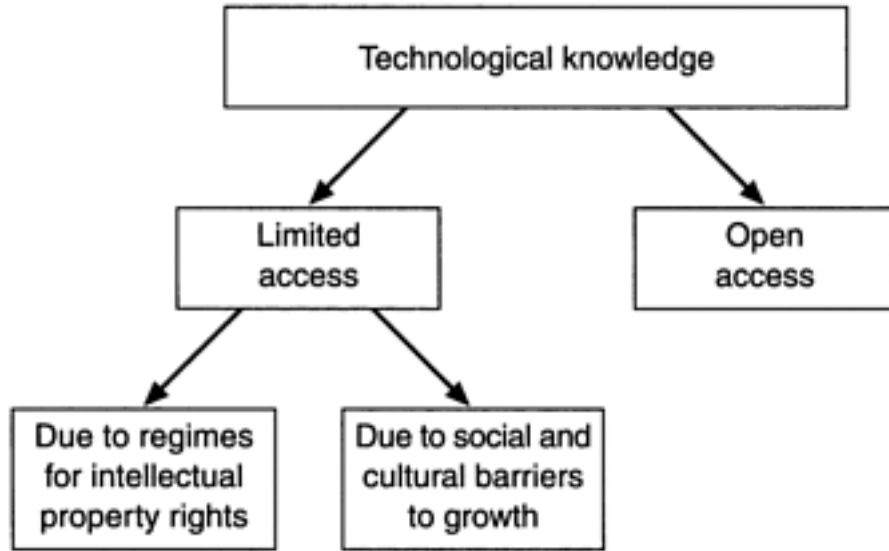 Technological knowledge
Limited
access
Open
access
Due to regimes
for intellectual
property rights
Due to social and
cultural barriers
to growth